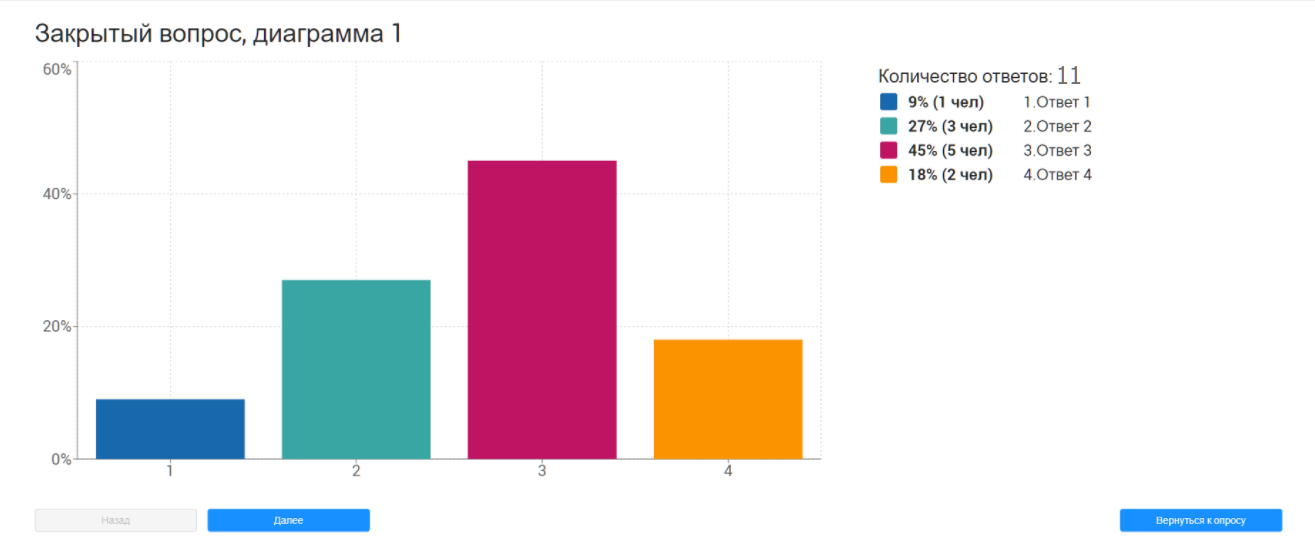 Закрытый вопрос, диаграмма 1
60%
40%
20%
0%
1 2 3 4
Количество ответов: 11
9% (1 чел) 1.Ответ 1
27% (3 чел) 2.Ответ 2
45% (5 чел) 3.Ответ 3
18% (2 чел) 4.Ответ 4
Назад Далее Вернуться к опросу